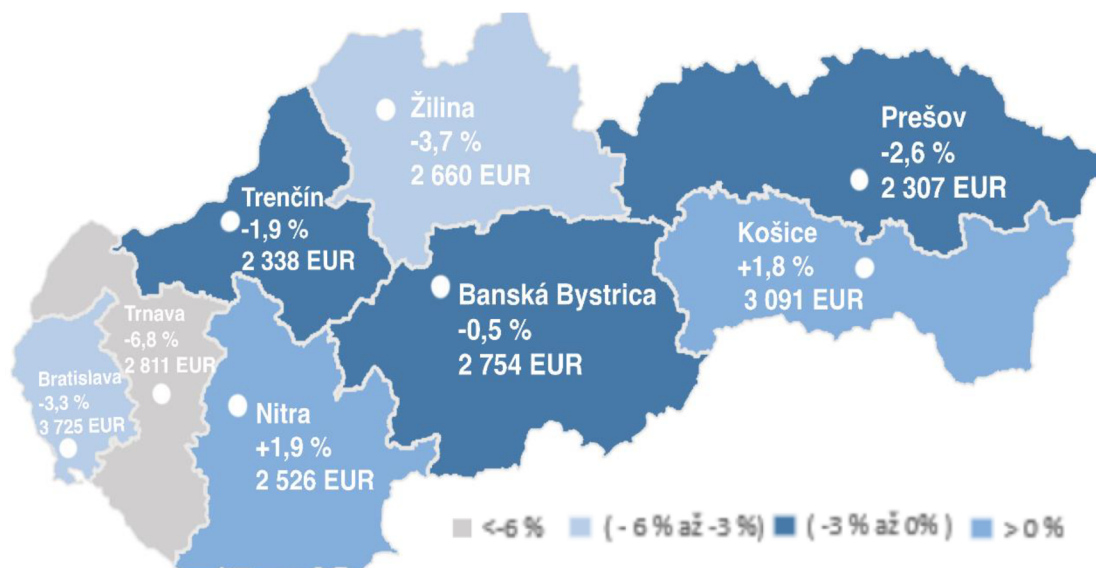 Žilina
-3,7 %
2 660 EUR
Prešov
-2,6 %
2 307 EUR
Trenčín
-1,9 %
2 338 EUR
Košice
+1,8 %
3 091 EUR
Banská Bystrica
-0,5 %
2 754 EUR
Trnava
-6,8 %
2 811 EUR
Bratislava
-3,3 %
3 725 EUR
Nitra
+1,9 %
2 526 EUR
<-6 % ( - 6 % až -3 %) ( -3 % až 0% ) > 0 %